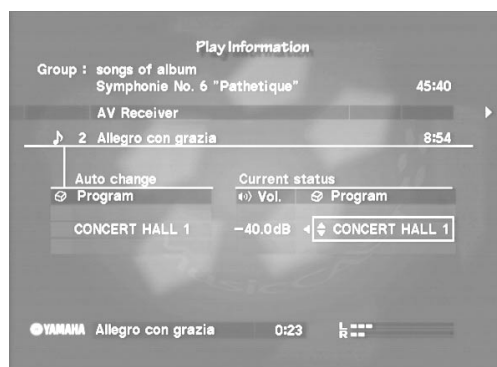 Play Information
Group : songs of album
Symphonie No. 6 "Pathetique" 45:40
AV Receiver
2 Allegro con grazia 8:54
Auto change Current status
Program Vol. Program
CONCERT HALL 1 −40.0dB CONCERT HALL 1
YAMAHA Allegro con grazia 0:23 L
R